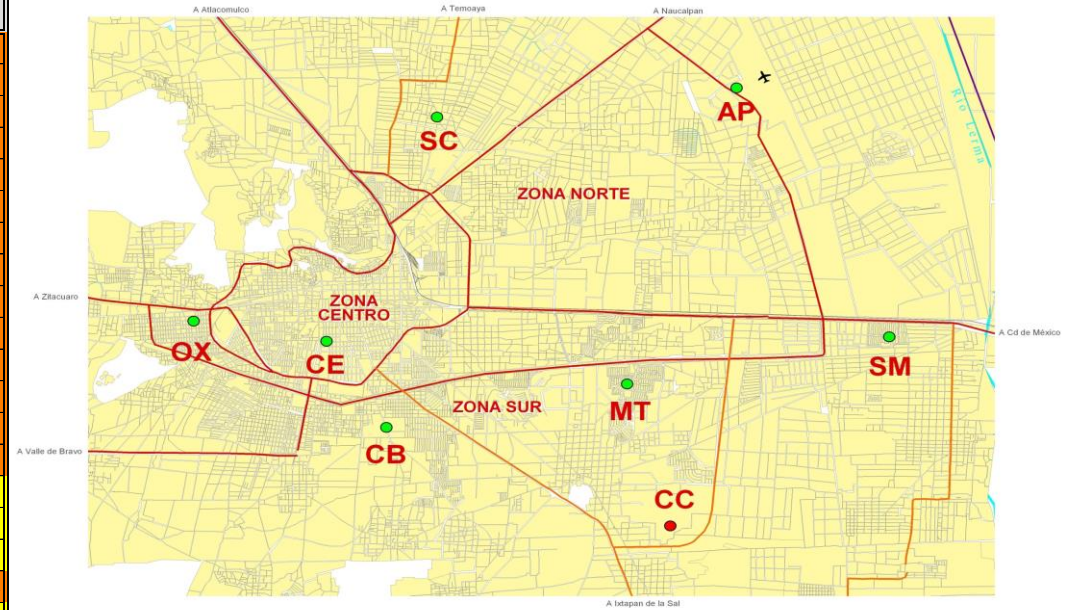 A Atlacomulco
A Temoaya
A Naucalpan
SC
AP
Río Lerma
ZONA NORTE
A Zitacuaro
ZONA
CENTRO
A Cd de México
OX
CE
SM
ZONA SUR
MT
CB
A Valle de Bravo
CC
A Ixtapan de la Sal